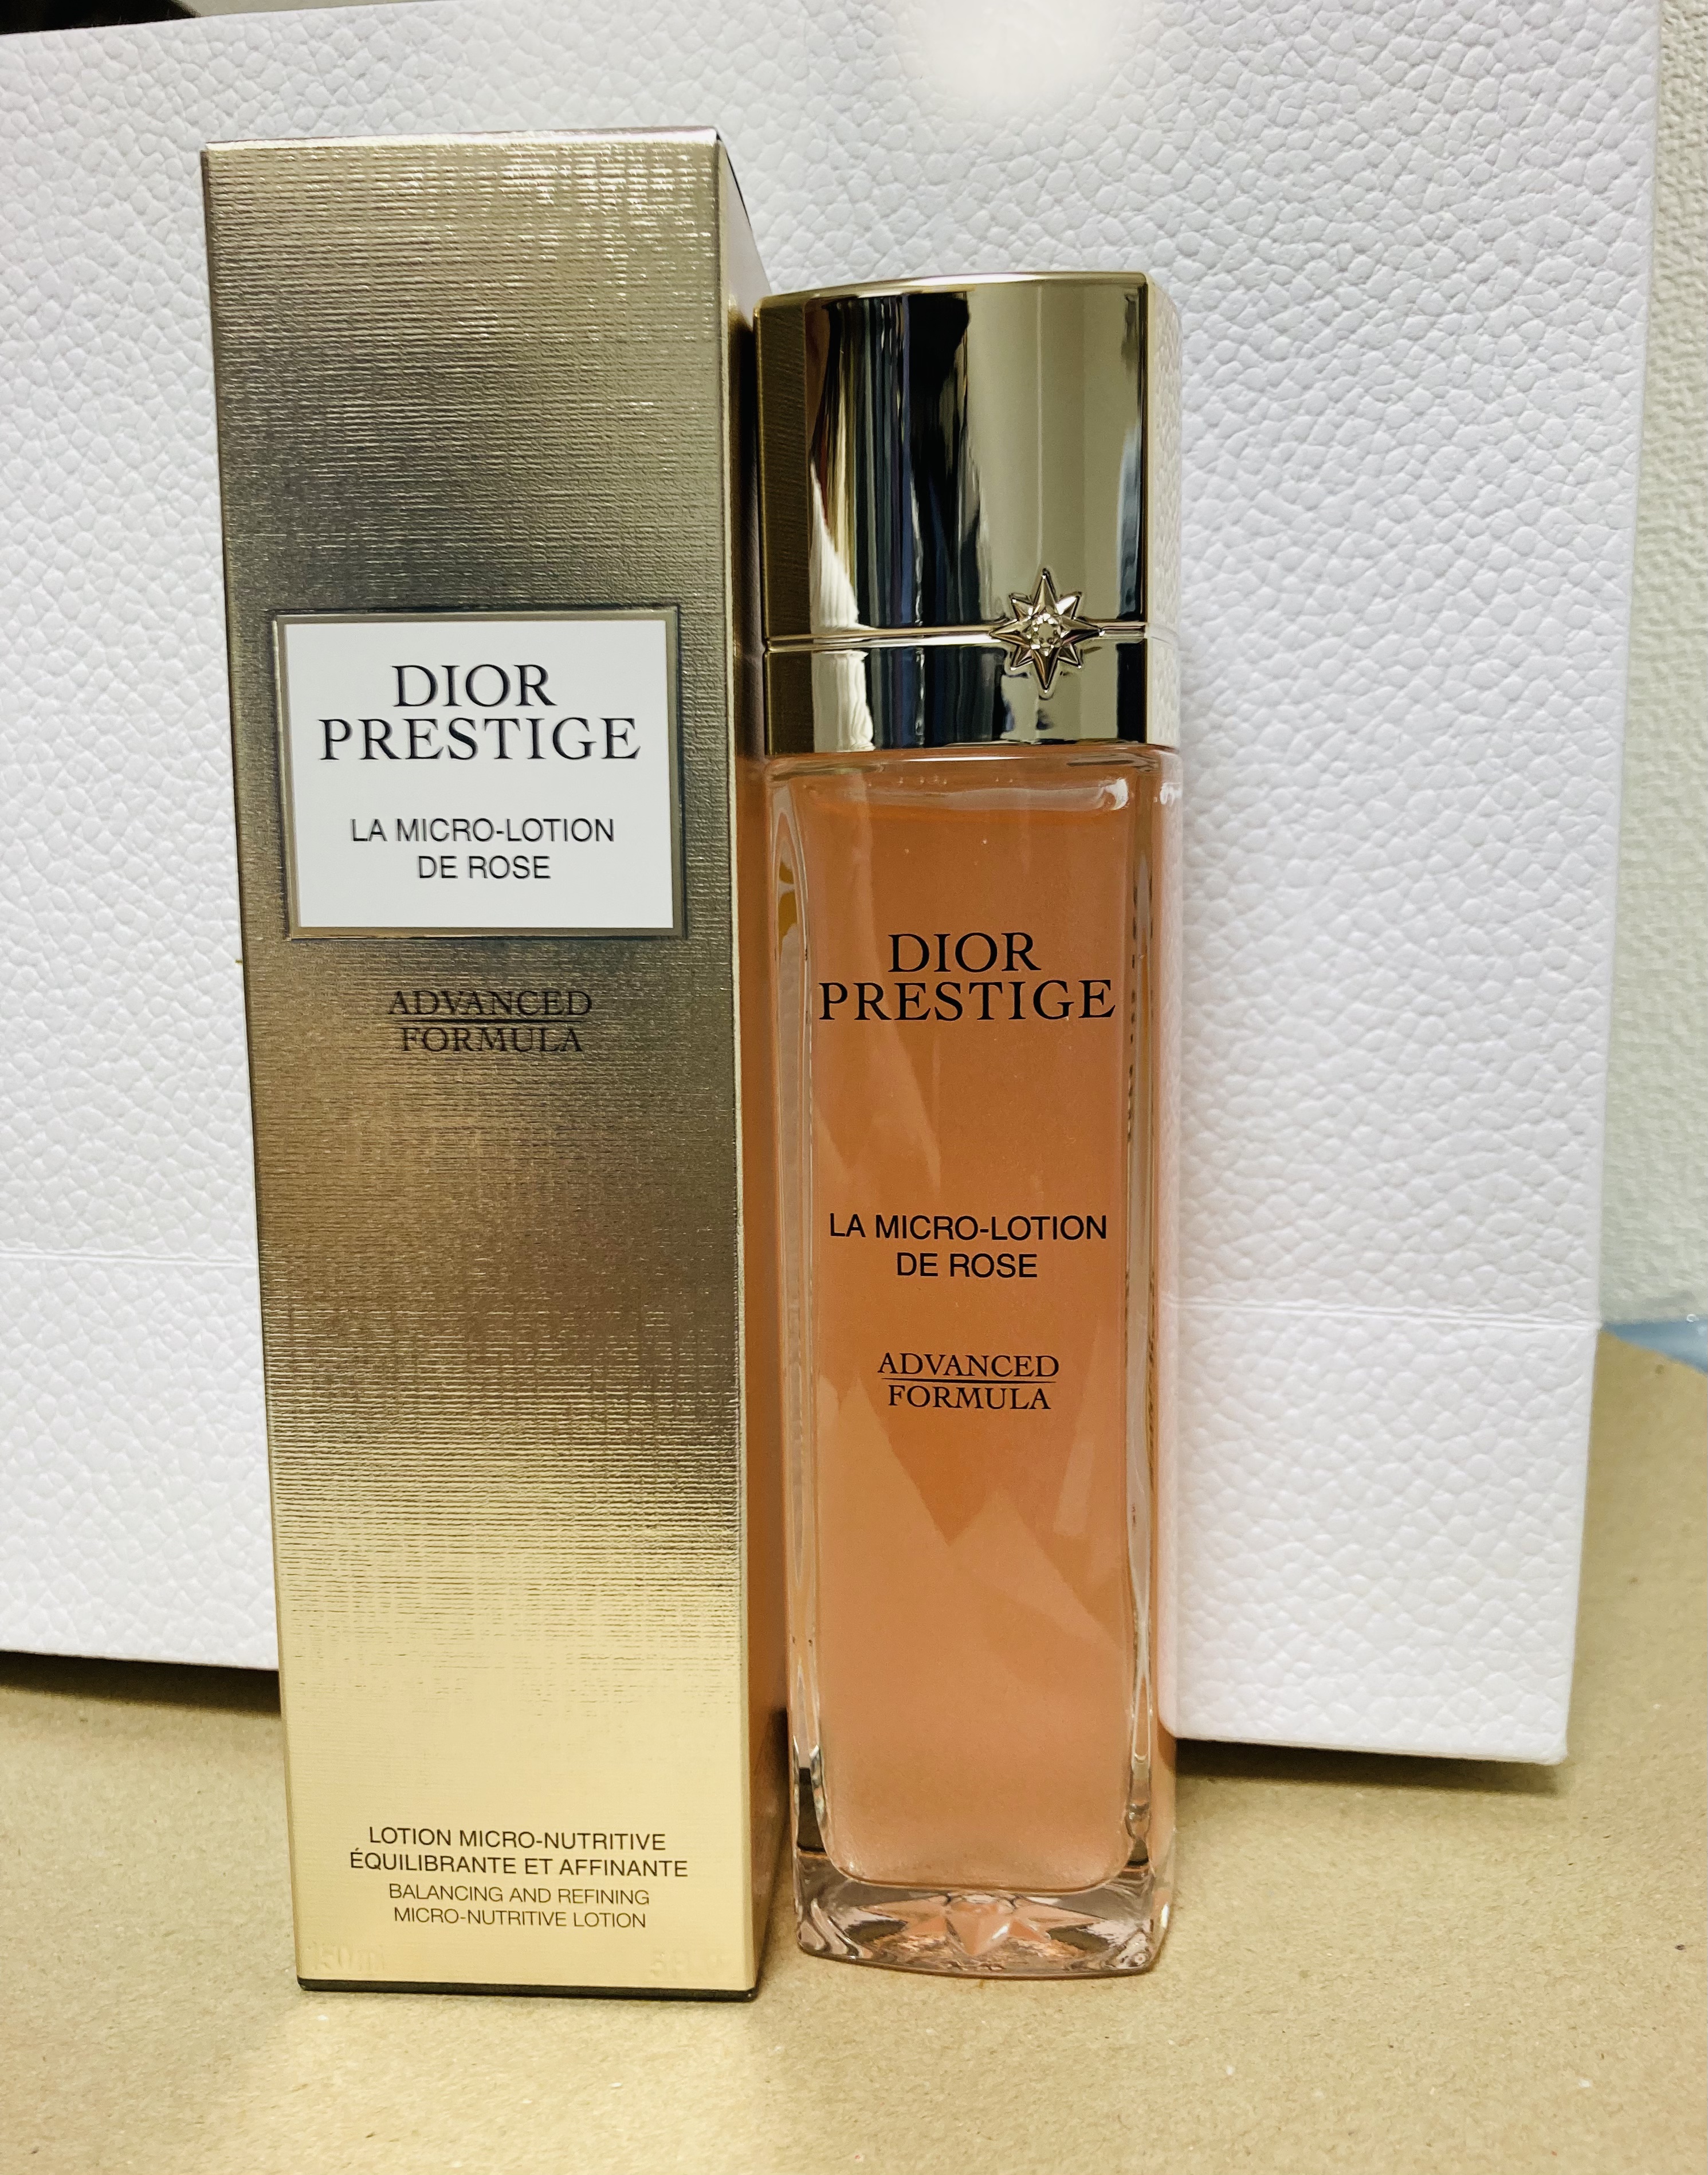 DIOR
PRESTIGE
LA MICRO-LOTION
DE ROSE
ADVANCED
FORMULA
LOTION MICRO-NUTRITIVE
ÉQUILIBRANTE ET AFFINANTE
BALANCING AND REFINING
MICRO-NUTRITIVE LOTION
DIOR
PRESTIGE
LA MICRO-LOTION
DE ROSE
ADVANCED
FORMULA